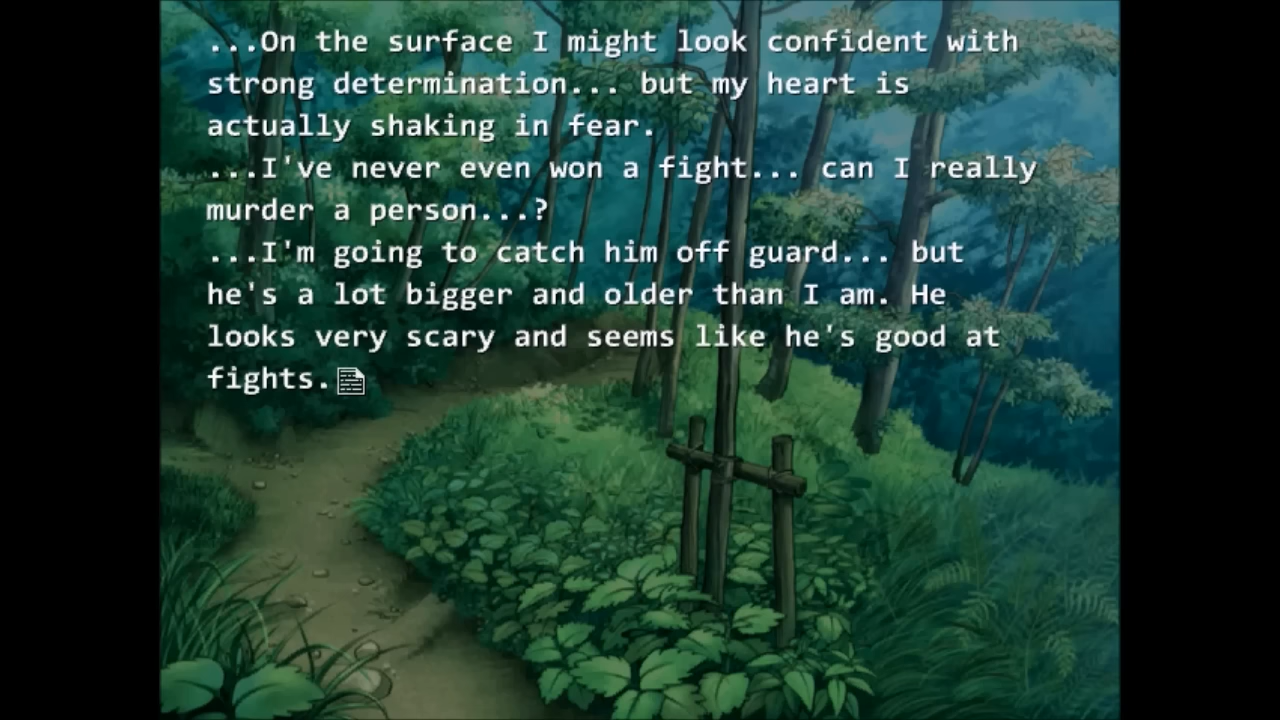 ...On the surface I might look confident with
strong determination... but my heart is
actually shaking in fear.
...I've never even won a fight... can I really
murder a person...?
...I'm going to catch him off guard... but
he's a lot bigger and older than I am. He
looks very scary and seems like he's good at
fights.